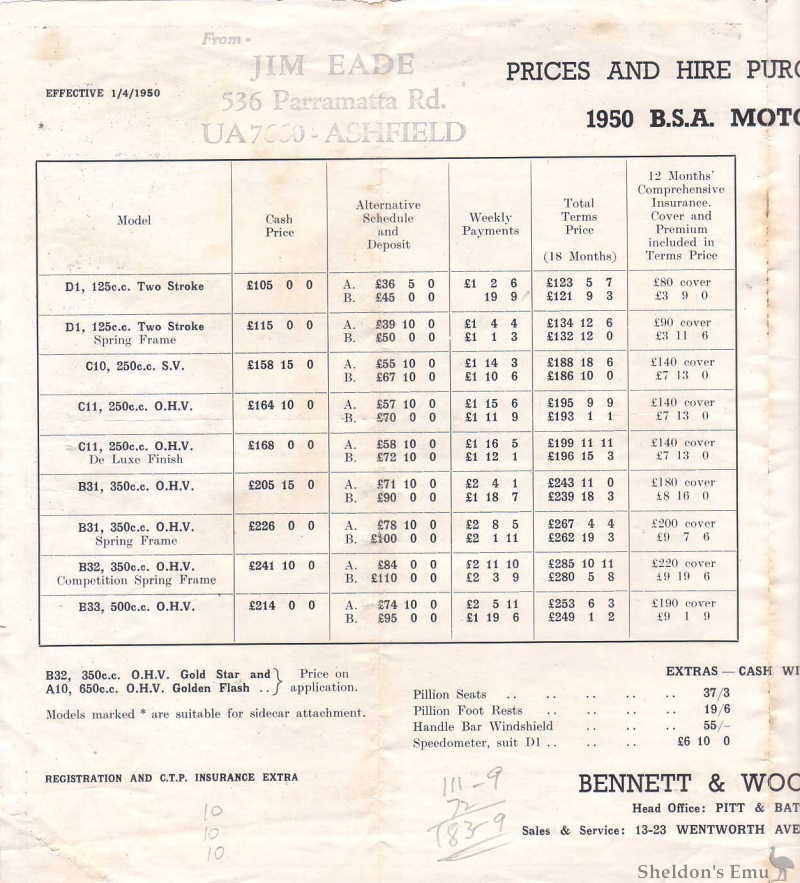 From -
JIM EADE
536 Parramatta Rd.
ASHFIELD
EFFECTIVE 1/4/1950
PRICES AND HIRE
1950 B.S.A.
*
Model Cash Price Alternative Schedule and Deposit Weekly Payments Total Terms Price (18 Months) 12 Months' Comprehensive Insurance. Cover and Premium included in Terms Price
D1, 125c.c. Two Stroke £105 0 0 A. £36 5 0 £1 2 6 £123 5 7 £80 cover
B. £45 0 0 19 9 £121 9 3 £3 9 0
D1, 125c.c. Two Stroke £115 0 0 A. £39 10 0 £1 4 4 £134 12 6 £90 cover
Spring Frame B. £50 0 0 £1 1 3 £132 12 0 £3 11 6
C10, 250c.c. S.V. £158 15 0 A. £55 10 0 £1 14 3 £188 18 6 £140 cover
B. £67 10 0 £1 10 6 £186 10 0 £7 13 0
C11, 250c.c. O.H.V. £164 10 0 A. £57 10 0 £1 15 6 £195 9 9 £140 cover
B. £70 0 0 £1 11 9 £193 1 1 £7 13 0
C11, 250c.c. O.H.V. £168 0 0 A. £58 10 0 £1 16 5 £199 11 11 £140 cover
De Luxe Finish B. £72 10 0 £1 12 1 £196 15 3 £7 13 0
B31, 350c.c. O.H.V. £205 15 0 A. £71 10 0 £2 4 1 £243 11 0 £180 cover
B. £90 0 0 £1 18 7 £239 18 3 £8 16 0
B31, 350c.c. O.H.V. £226 0 0 A. £78 10 0 £2 8 5 £267 4 4 £200 cover
Spring Frame B. £100 0 0 £2 1 11 £262 19 3 £9 7 6
B32, 350c.c. O.H.V. £241 10 0 A. £84 0 0 £2 11 10 £285 10 11 £220 cover
Competition Spring Frame B. £110 0 0 £2 3 9 £280 5 8 £9 19 6
B33, 500c.c. O.H.V. £214 0 0 A. £74 10 0 £2 5 11 £253 6 3 £190 cover
B. £95 0 0 £1 19 6 £249 1 2 £9 1 9
B32, 350c.c. O.H.V. Gold Star and } Price on
A10, 650c.c. O.H.V. Golden Flash .. } application.
Models marked * are suitable for sidecar attachment.
EXTRAS — CASH
Pillion Seats .. .. .. .. .. 37/3
Pillion Foot Rests .. .. .. .. 19/6
Handle Bar Windshield .. .. .. 55/-
Speedometer, suit D1 .. .. .. £6 10 0
REGISTRATION AND C.T.P. INSURANCE EXTRA
10
10
10
111-9
72
183-9
BENNETT &
Head Office: PITT &
Sales & Service: 13-23 WENTWORTH
Sheldon's Emu